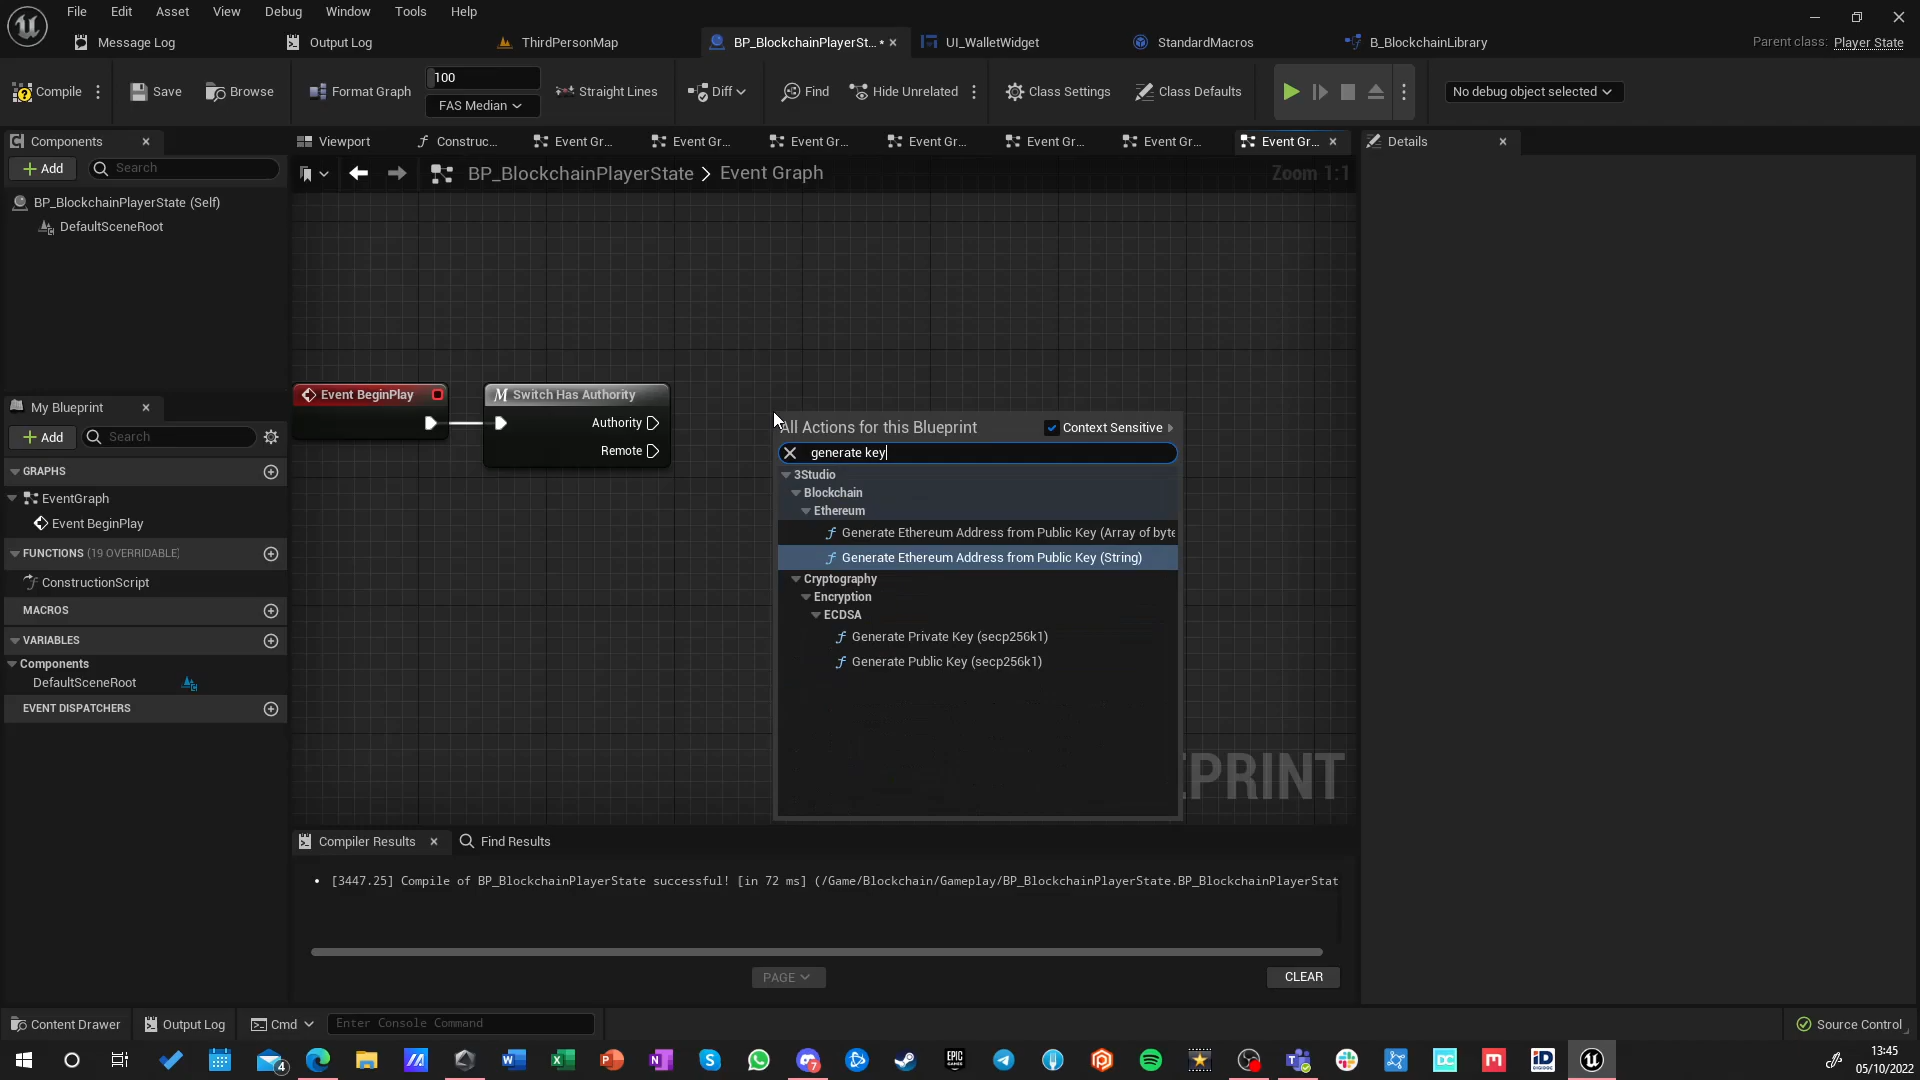 File Edit Asset View Debug Window Tools Help
Message Log
Output Log
ThirdPersonMap
BP_BlockchainPlayerSt... •
UI_WalletWidget
StandardMacros
B_BlockchainLibrary
Parent class: Player State
Compile
Save
Browse
Format Graph
100
FAS Median
Straight Lines
Diff
Find
Hide Unrelated
Class Settings
Class Defaults
No debug object selected
Components
Add
Search
BP_BlockchainPlayerState (Self)
DefaultSceneRoot
Viewport
Construc...
Event Gr...
Event Gr...
Event Gr...
Event Gr...
Event Gr...
Event Gr...
Event Gr...
Details
BP_BlockchainPlayerState > Event Graph
Zoom 1:1
Event BeginPlay
Switch Has Authority
Authority
Remote
All Actions for this Blueprint
Context Sensitive
generate key
3Studio
Blockchain
Ethereum
Generate Ethereum Address from Public Key (Array of byte
Generate Ethereum Address from Public Key (String)
Cryptography
Encryption
ECDSA
Generate Private Key (secp256k1)
Generate Public Key (secp256k1)
EPRINT
My Blueprint
Add
Search
GRAPHS
EventGraph
Event BeginPlay
FUNCTIONS (19 OVERRIDABLE)
ConstructionScript
MACROS
VARIABLES
Components
DefaultSceneRoot
EVENT DISPATCHERS
Compiler Results
Find Results
• [3447.25] Compile of BP_BlockchainPlayerState successful! [in 72 ms] (/Game/Blockchain/Gameplay/BP_BlockchainPlayerState.BP_BlockchainPlayerStat
PAGE
CLEAR
Content Drawer
Output Log
Cmd
Enter Console Command
Source Control
4
7
DC
iD
13:45
05/10/2022